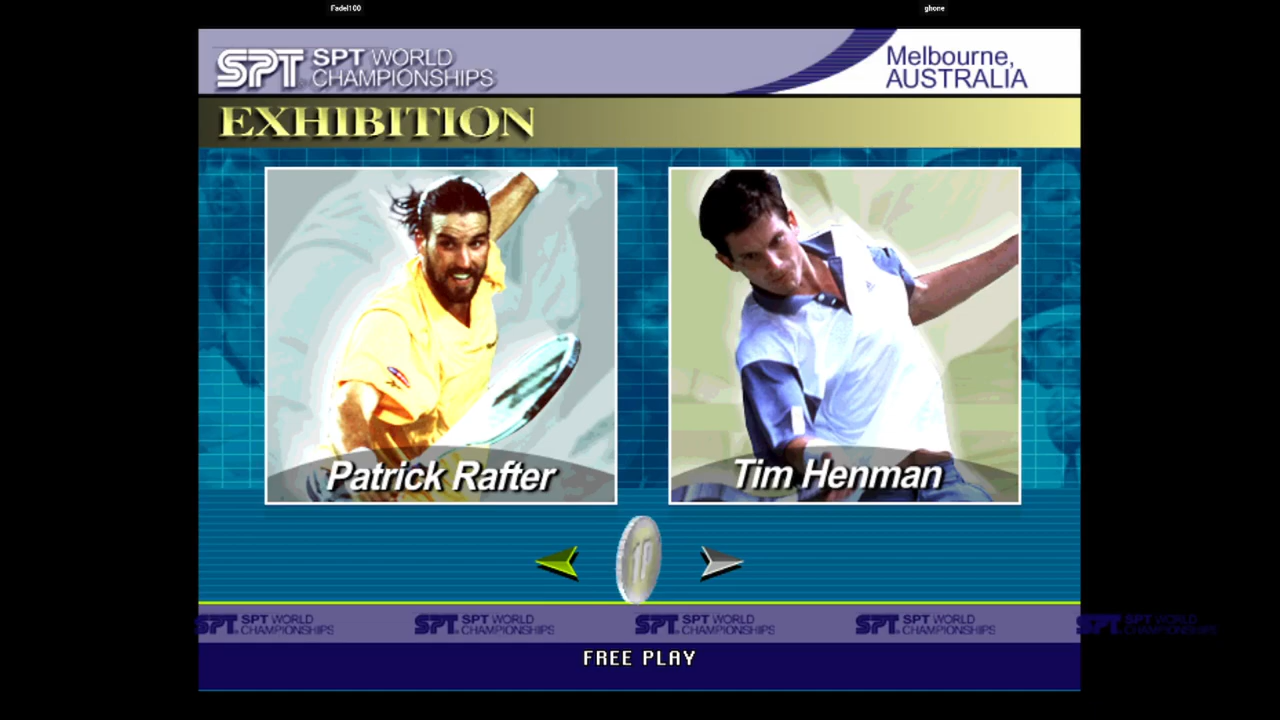 Fadel100
ghone
SPT SPT WORLD
CHAMPIONSHIPS
Melbourne,
AUSTRALIA
EXHIBITION
Patrick Rafter
Tim Henman
1P
SPT SPT WORLD CHAMPIONSHIPS
SPT SPT WORLD CHAMPIONSHIPS
SPT SPT WORLD CHAMPIONSHIPS
SPT SPT WORLD CHAMPIONSHIPS
SPT SPT WORLD CHAMPIONSHIPS
FREE PLAY